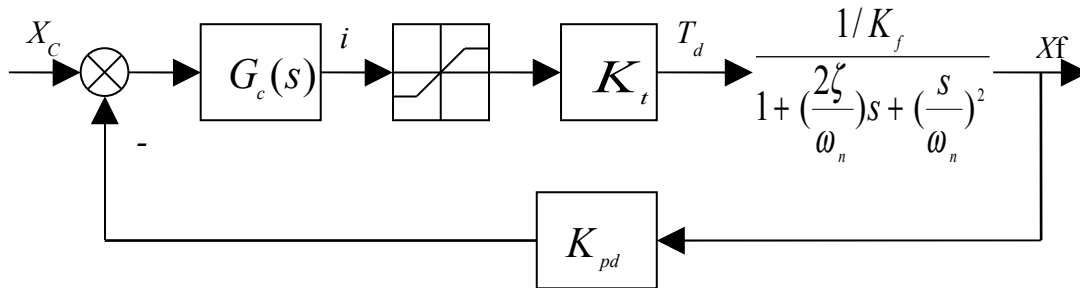 X_C
G_c(s)
i
K_t
T_d
1/K_f
1+(2ζ/ω_n)s+(s/ω_n)^2
Xf
-
K_pd